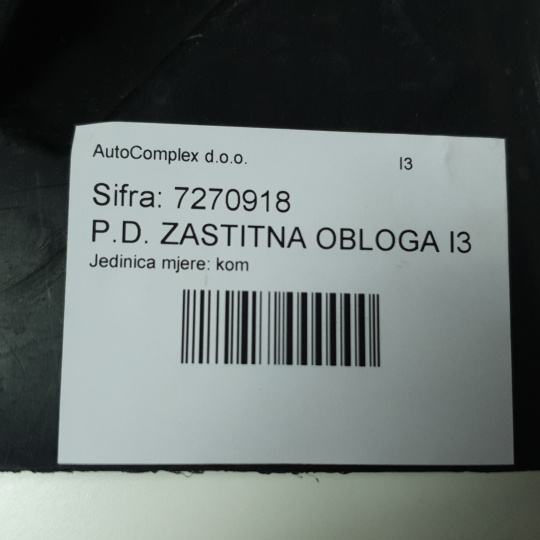 AutoComplex d.o.o. I3
Sifra: 7270918
P.D. ZASTITNA OBLOGA I3
Jedinica mjere: kom